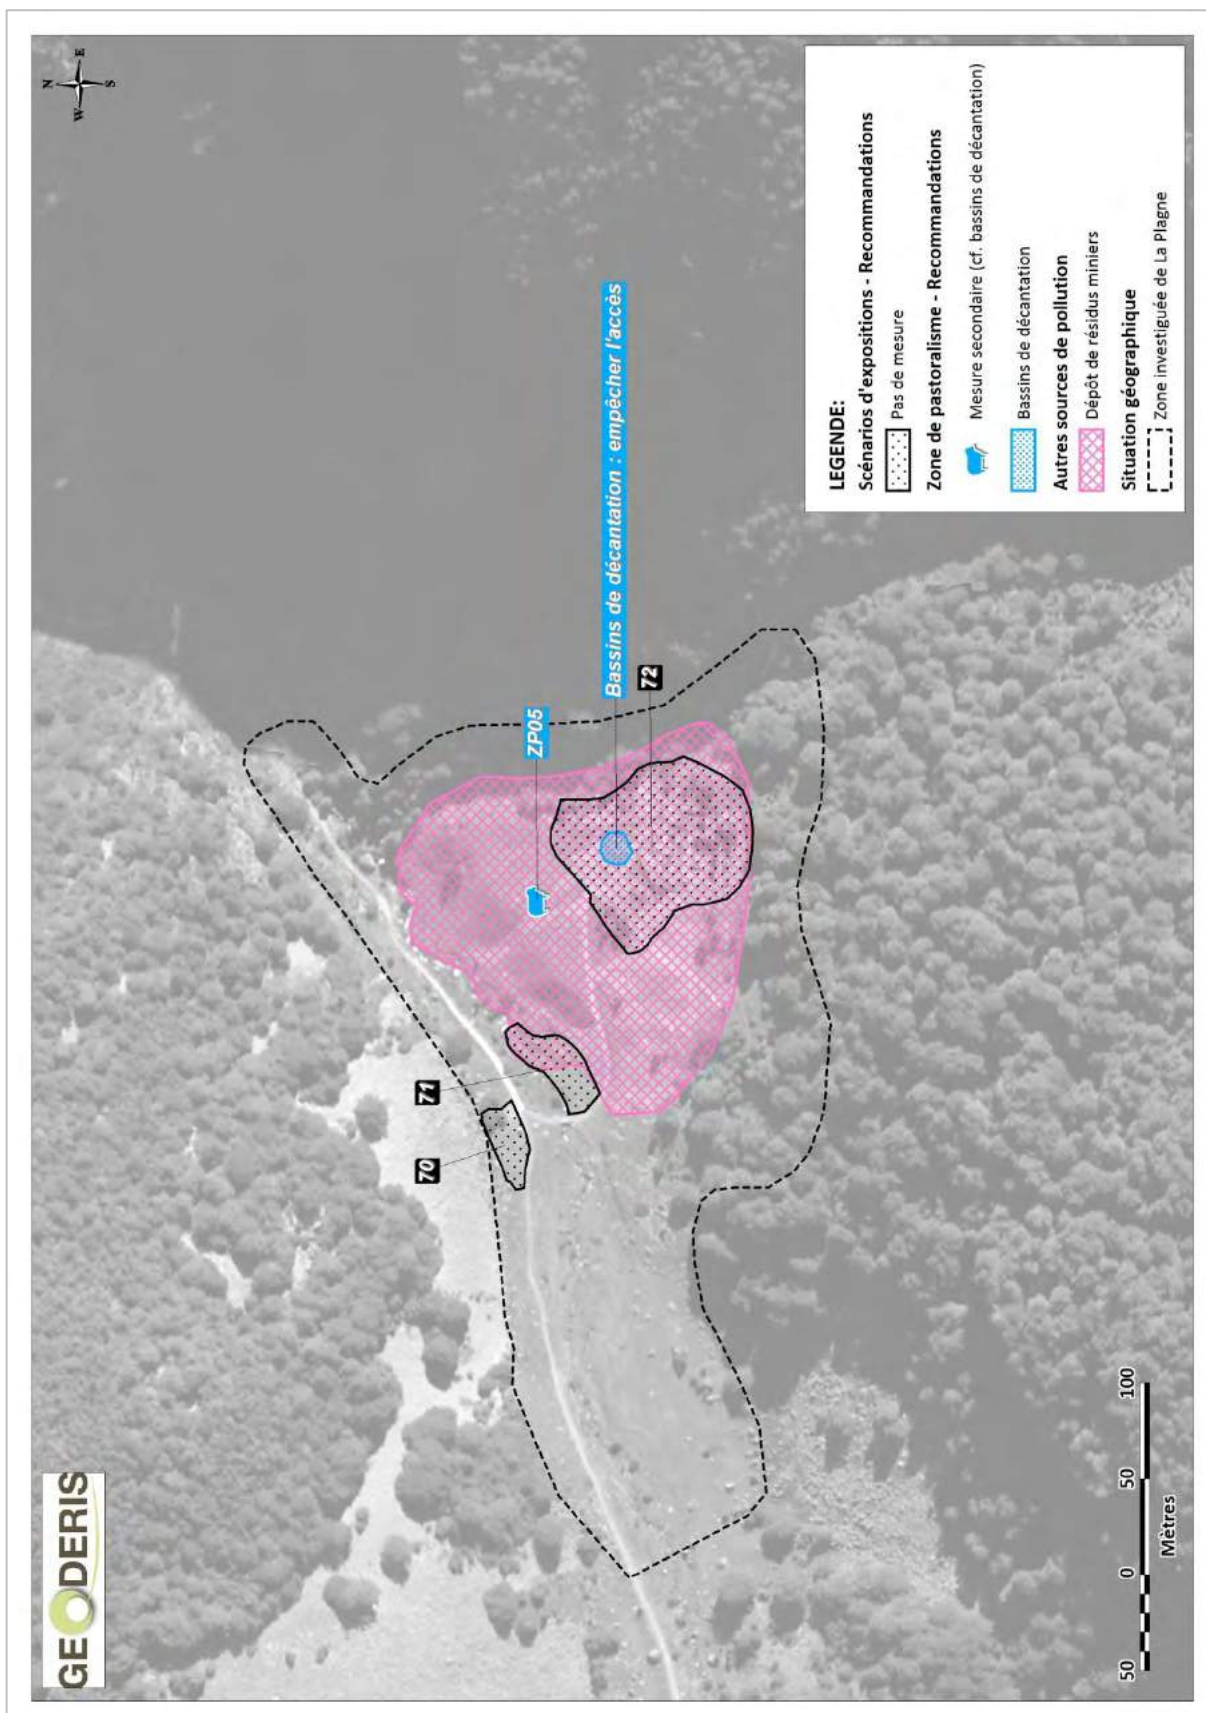 GEODERIS
N
W
E
S
70
71
ZP05
Bassins de décantation : empêcher l'accès
72
50
0
50
100
Mètres
LEGENDE:
Scénarios d'expositions - Recommandations
Pas de mesure
Zone de pastoralisme - Recommandations
Mesure secondaire (cf. bassins de décantation)
Bassins de décantation
Autres sources de pollution
Dépôt de résidus miniers
Situation géographique
Zone investiguée de La Plagne